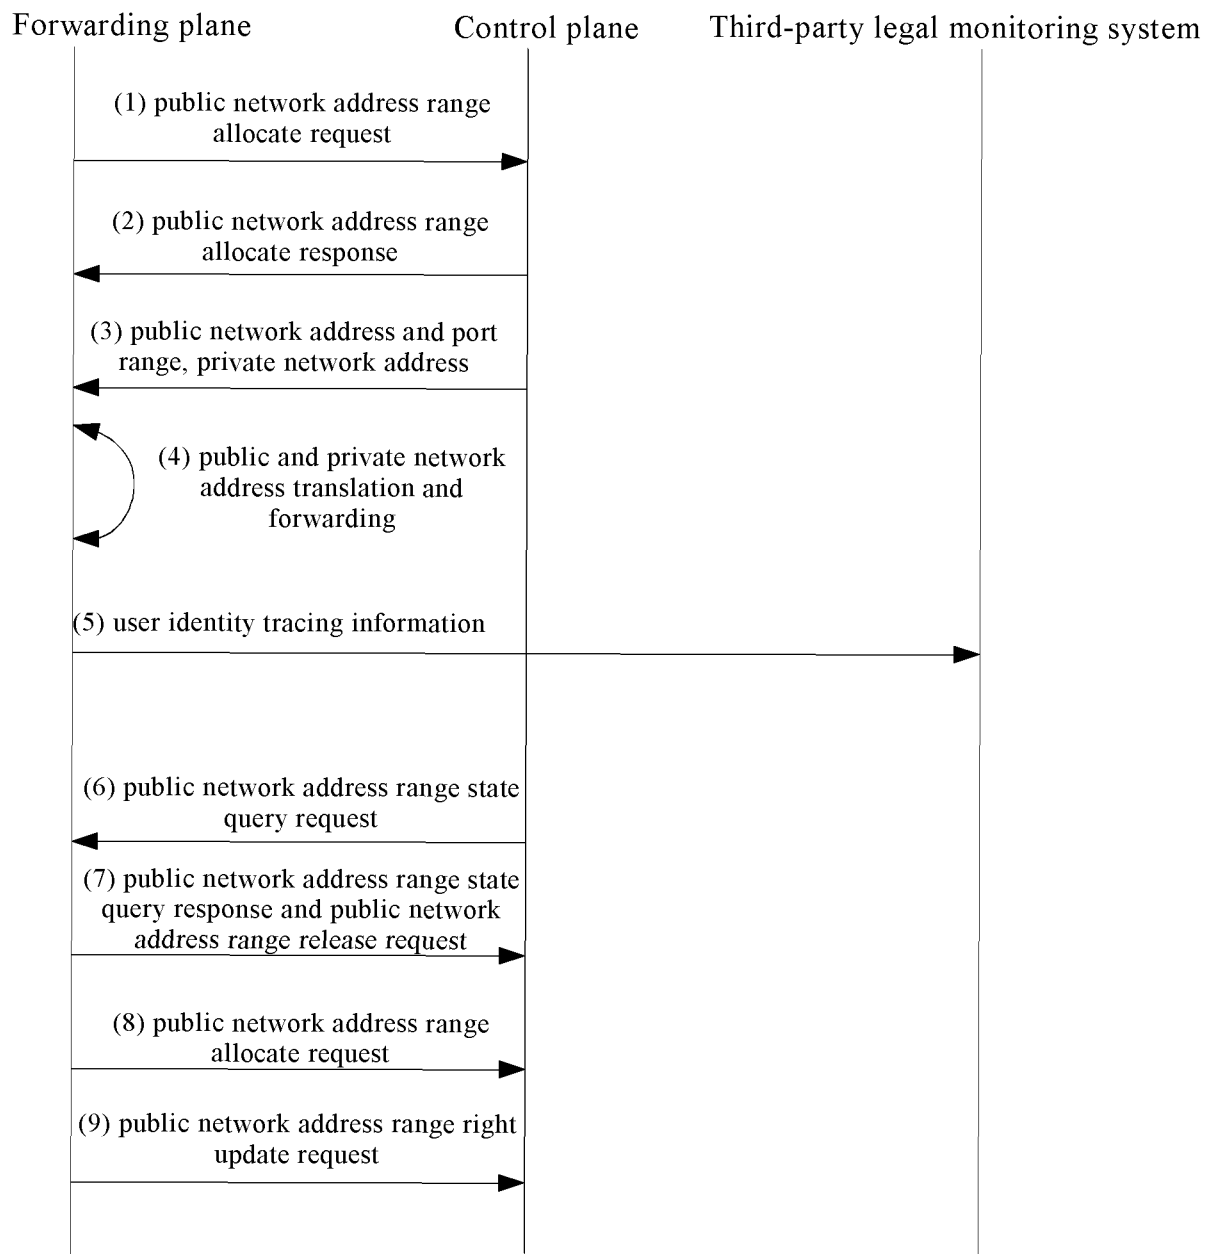 Forwarding plane
Control plane
Third-party legal monitoring system
(1) public network address range
allocate request
(2) public network address range
allocate response
(3) public network address and port
range, private network address
(4) public and private network
address translation and
forwarding
(5) user identity tracing information
(6) public network address range state
query request
(7) public network address range state
query response and public network
address range release request
(8) public network address range
allocate request
(9) public network address range right
update request